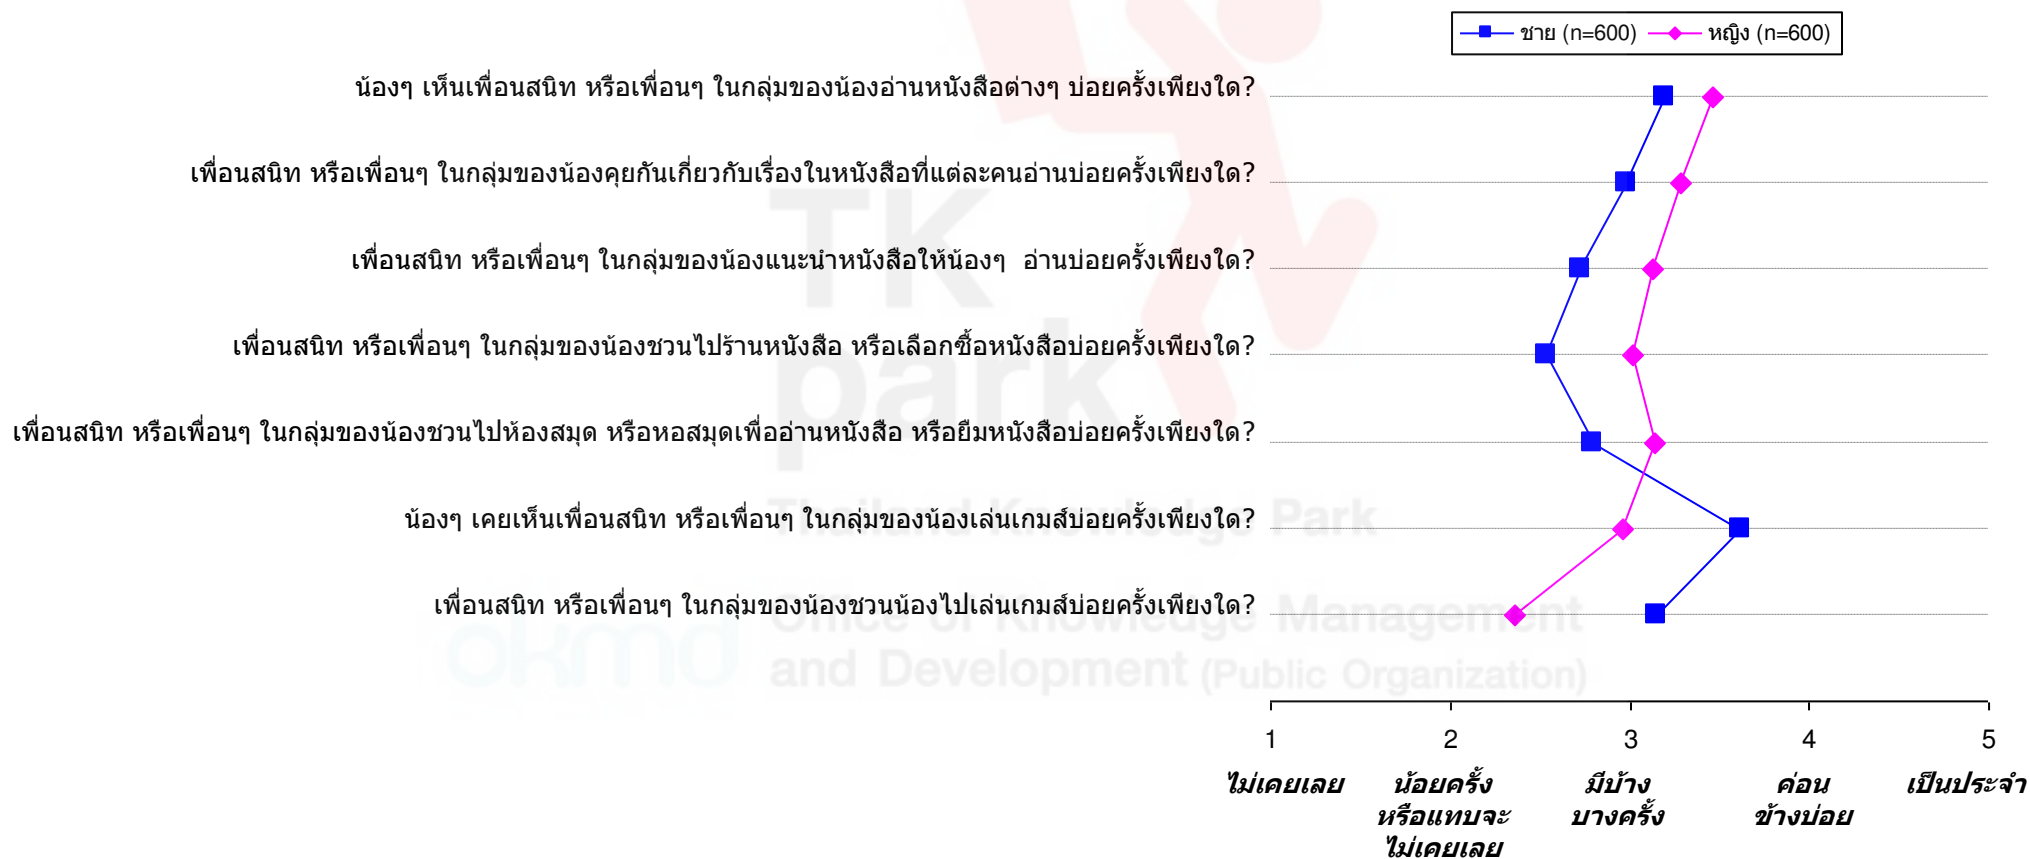 ชาย (n=600) หญิง (n=600)
น้องๆ เห็นเพื่อนสนิท หรือเพื่อนๆ ในกลุ่มของน้องอ่านหนังสือต่างๆ บ่อยครั้งเพียงใด?
เพื่อนสนิท หรือเพื่อนๆ ในกลุ่มของน้องคุยกันเกี่ยวกับเรื่องในหนังสือที่แต่ละคนอ่านบ่อยครั้งเพียงใด?
เพื่อนสนิท หรือเพื่อนๆ ในกลุ่มของน้องแนะนำหนังสือให้น้องๆ อ่านบ่อยครั้งเพียงใด?
เพื่อนสนิท หรือเพื่อนๆ ในกลุ่มของน้องชวนไปร้านหนังสือ หรือเลือกซื้อหนังสือบ่อยครั้งเพียงใด?
เพื่อนสนิท หรือเพื่อนๆ ในกลุ่มของน้องชวนไปห้องสมุด หรือหอสมุดเพื่ออ่านหนังสือ หรือยืมหนังสือบ่อยครั้งเพียงใด?
น้องๆ เคยเห็นเพื่อนสนิท หรือเพื่อนๆ ในกลุ่มของน้องเล่นเกมส์บ่อยครั้งเพียงใด?
เพื่อนสนิท หรือเพื่อนๆ ในกลุ่มของน้องชวนน้องไปเล่นเกมส์บ่อยครั้งเพียงใด?
TK
park
Thailand Knowledge Park
okmd
Office of Knowledge Management
and Development (Public Organization)
1 2 3 4 5
ไม่เคยเลย น้อยครั้ง มีบ้าง ค่อน เป็นประจำ
หรือแทบจะ บางครั้ง ข้างบ่อย
ไม่เคยเลย